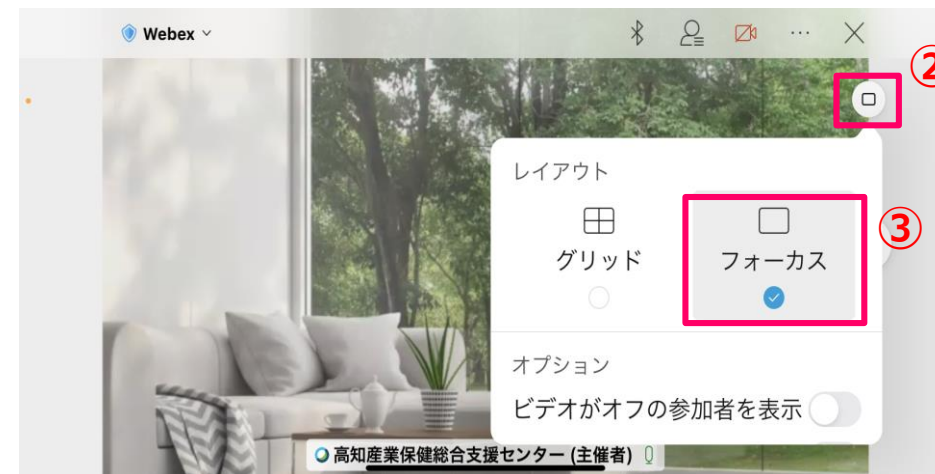 Webex
②
レイアウト
グリッド
フォーカス
③
オプション
ビデオがオフの参加者を表示
高知産業保健総合支援センター (主催者)